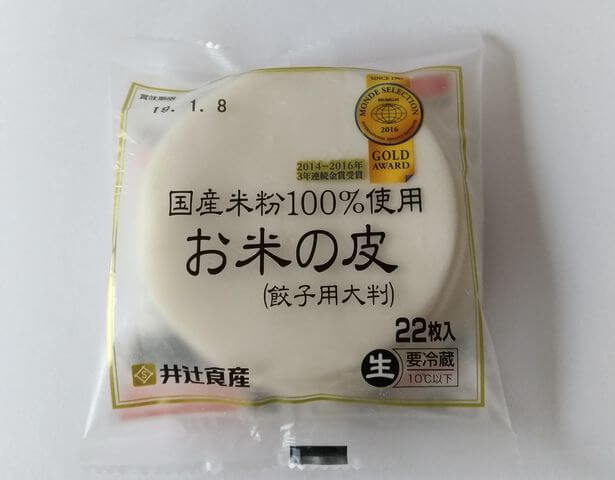 賞味期限
19. 1. 8
SINCE 1961
MONDE SELECTION
2016
GOLD
AWARD
2014－2016年
3年連続金賞受賞
国産米粉100%使用
お米の皮
(餃子用大判)
22枚入
生
要冷蔵
10℃以下
井辻食産